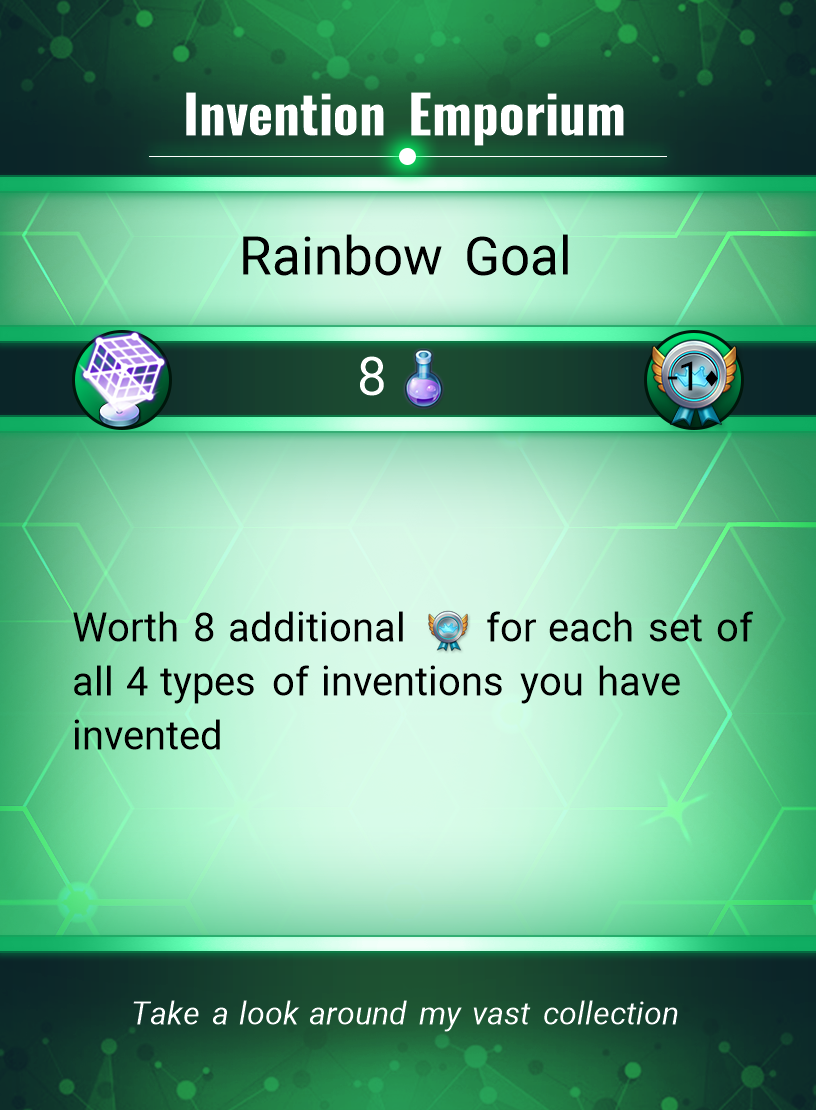 Invention Emporium
Rainbow Goal
8
-1♦
Worth 8 additional for each set of
all 4 types of inventions you have
invented
Take a look around my vast collection